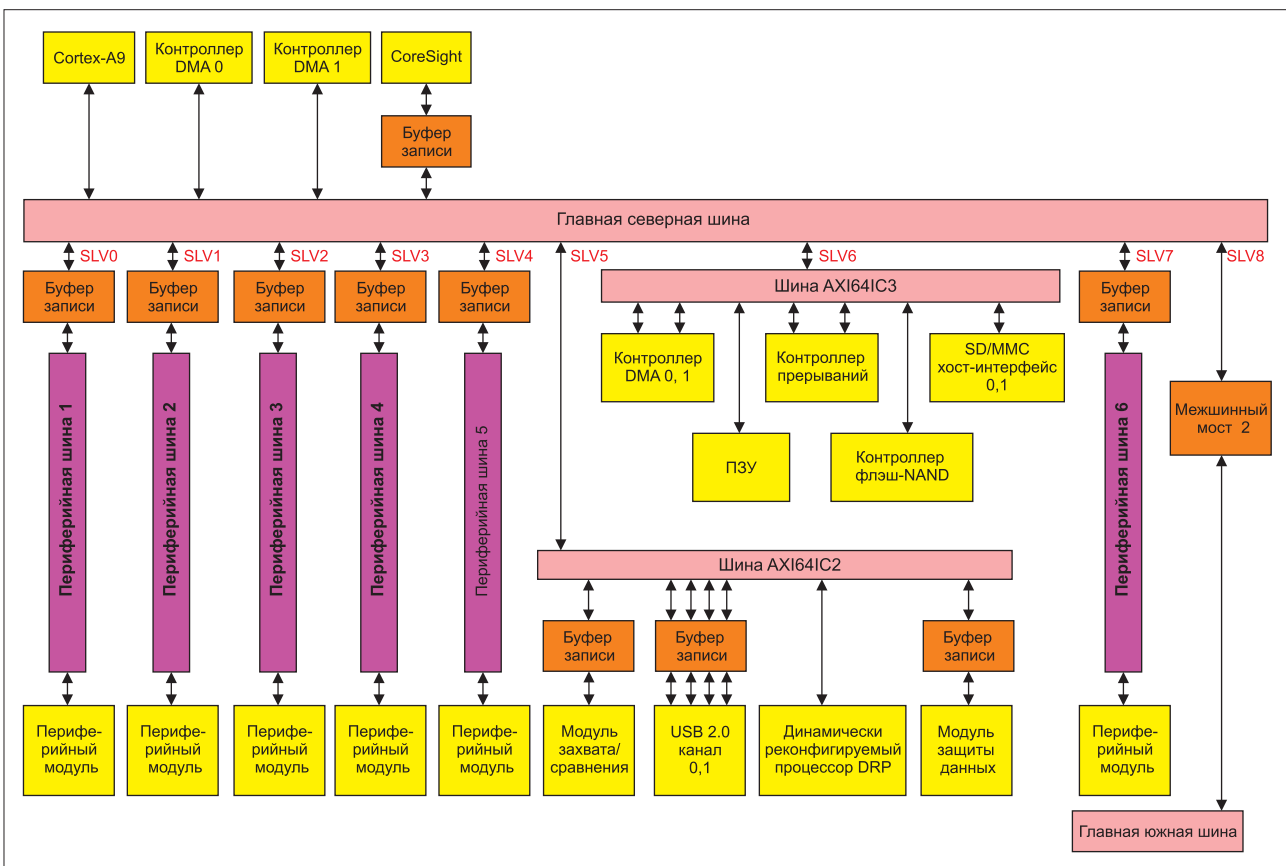 Cortex-A9
Контроллер
DMA 0
Контроллер
DMA 1
CoreSight
Буфер
записи
Главная северная шина
SLV0
SLV1
SLV2
SLV3
SLV4
SLV5
SLV6
SLV7
SLV8
Буфер
записи
Буфер
записи
Буфер
записи
Буфер
записи
Буфер
записи
Шина AXI64IC3
Буфер
записи
Контроллер
DMA 0, 1
Контроллер
прерываний
SD/MMC
хост-интерфейс
0,1
ПЗУ
Контроллер
флэш-NAND
Межшинный
мост 2
Периферийная шина 1
Периферийная шина 2
Периферийная шина 3
Периферийная шина 4
Периферийная шина 5
Периферийная шина 6
Шина AXI64IC2
Буфер
записи
Буфер
записи
Буфер
записи
Перифе-
рийный
модуль
Перифе-
рийный
модуль
Перифе-
рийный
модуль
Перифе-
рийный
модуль
Перифе-
рийный
модуль
Модуль
захвата/
сравнения
USB 2.0
канал
0,1
Динамически
реконфигируемый
процессор DRP
Модуль
защиты
данных
Перифе-
рийный
модуль
Главная южная шина